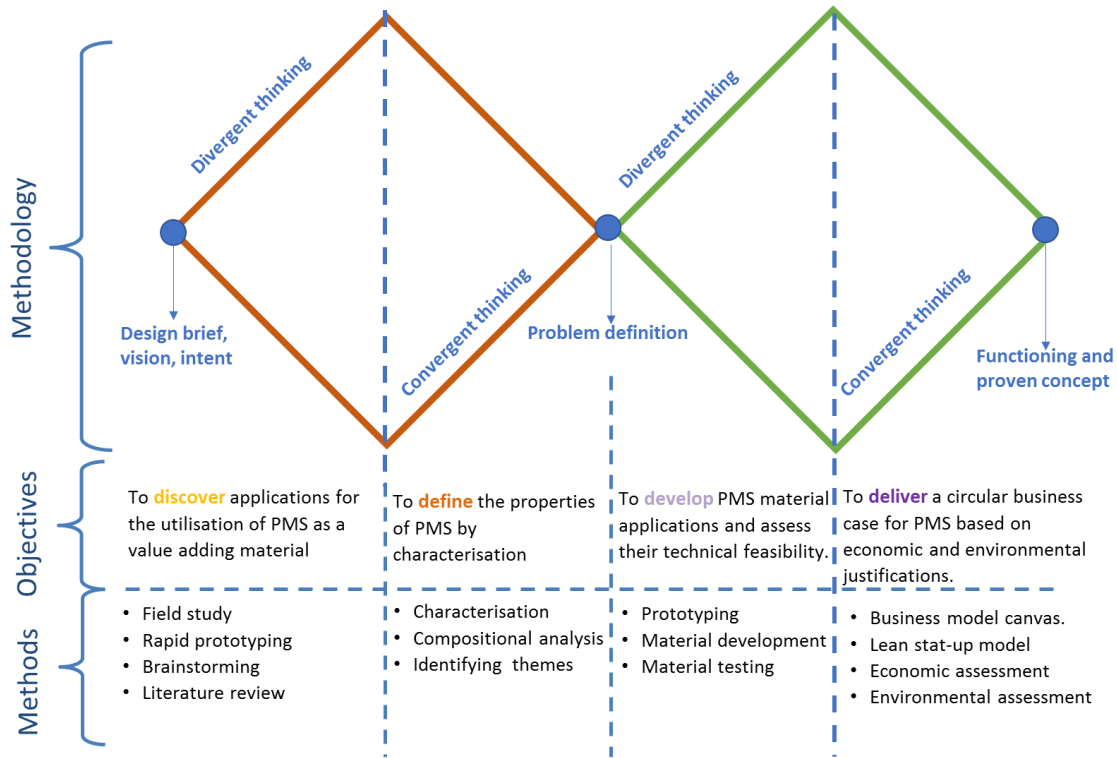 Methodology
Divergent thinking
Divergent thinking
Convergent thinking
Convergent thinking
Design brief,
vision, intent
Problem definition
Functioning and
proven concept
Objectives
To discover applications for
the utilisation of PMS as a
value adding material
To define the properties
of PMS by
characterisation
To develop PMS material
applications and assess
their technical feasibility.
To deliver a circular business
case for PMS based on
economic and environmental
justifications.
Methods
• Field study
• Rapid prototyping
• Brainstorming
• Literature review
• Characterisation
• Compositional analysis
• Identifying themes
• Prototyping
• Material development
• Material testing
• Business model canvas.
• Lean stat-up model
• Economic assessment
• Environmental assessment